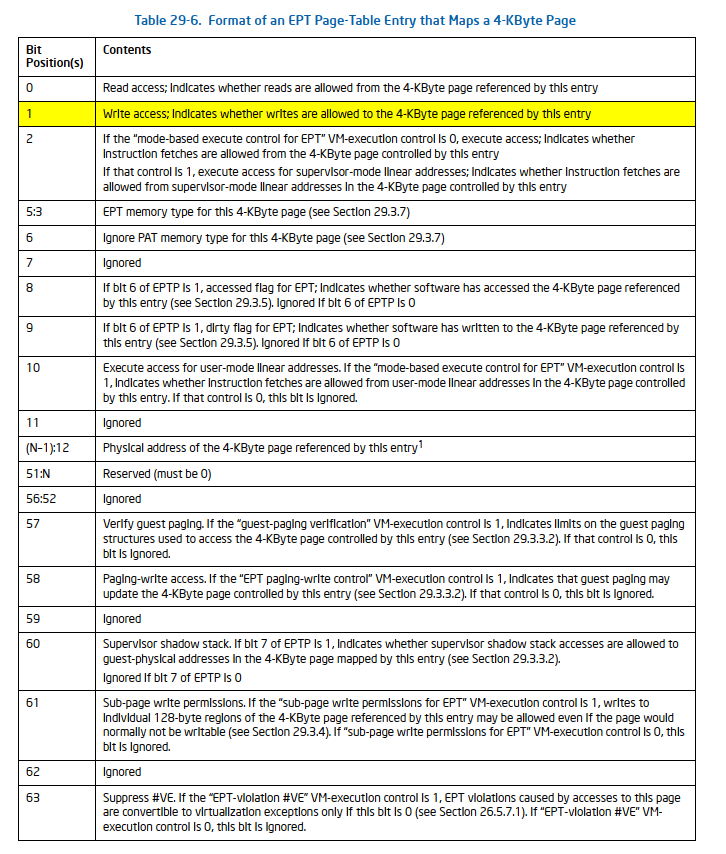 Table 29-6. Format of an EPT Page-Table Entry that Maps a 4-KByte Page
Bit
Position(s)
Contents
0
Read access; indicates whether reads are allowed from the 4-KByte page referenced by this entry
1
Write access; indicates whether writes are allowed to the 4-KByte page referenced by this entry
2
If the “mode-based execute control for EPT” VM-execution control is 0, execute access; indicates whether
instruction fetches are allowed from the 4-KByte page controlled by this entry
If that control is 1, execute access for supervisor-mode linear addresses; indicates whether instruction fetches are
allowed from supervisor-mode linear addresses in the 4-KByte page controlled by this entry
5:3
EPT memory type for this 4-KByte page (see Section 29.3.7)
6
Ignore PAT memory type for this 4-KByte page (see Section 29.3.7)
7
Ignored
8
If bit 6 of EPTP is 1, accessed flag for EPT; indicates whether software has accessed the 4-KByte page referenced
by this entry (see Section 29.3.5). Ignored if bit 6 of EPTP is 0
9
If bit 6 of EPTP is 1, dirty flag for EPT; indicates whether software has written to the 4-KByte page referenced by
this entry (see Section 29.3.5). Ignored if bit 6 of EPTP is 0
10
Execute access for user-mode linear addresses. If the “mode-based execute control for EPT” VM-execution control is
1, indicates whether instruction fetches are allowed from user-mode linear addresses in the 4-KByte page controlled
by this entry. If that control is 0, this bit is ignored.
11
Ignored
(N–1):12
Physical address of the 4-KByte page referenced by this entry¹
51:N
Reserved (must be 0)
56:52
Ignored
57
Verify guest paging. If the “guest-paging verification” VM-execution control is 1, indicates limits on the guest paging
structures used to access the 4-KByte page controlled by this entry (see Section 29.3.3.2). If that control is 0, this
bit is ignored.
58
Paging-write access. If the “EPT paging-write control” VM-execution control is 1, indicates that guest paging may
update the 4-KByte page controlled by this entry (see Section 29.3.3.2). If that control is 0, this bit is ignored.
59
Ignored
60
Supervisor shadow stack. If bit 7 of EPTP is 1, indicates whether supervisor shadow stack accesses are allowed to
guest-physical addresses in the 4-KByte page mapped by this entry (see Section 29.3.3.2).
Ignored if bit 7 of EPTP is 0
61
Sub-page write permissions. If the “sub-page write permissions for EPT” VM-execution control is 1, writes to
individual 128-byte regions of the 4-KByte page referenced by this entry may be allowed even if the page would
normally not be writable (see Section 29.3.4). If “sub-page write permissions for EPT” VM-execution control is 0, this
bit is ignored.
62
Ignored
63
Suppress #VE. If the “EPT-violation #VE” VM-execution control is 1, EPT violations caused by accesses to this page
are convertible to virtualization exceptions only if this bit is 0 (see Section 26.5.7.1). If “EPT-violation #VE” VM-
execution control is 0, this bit is ignored.